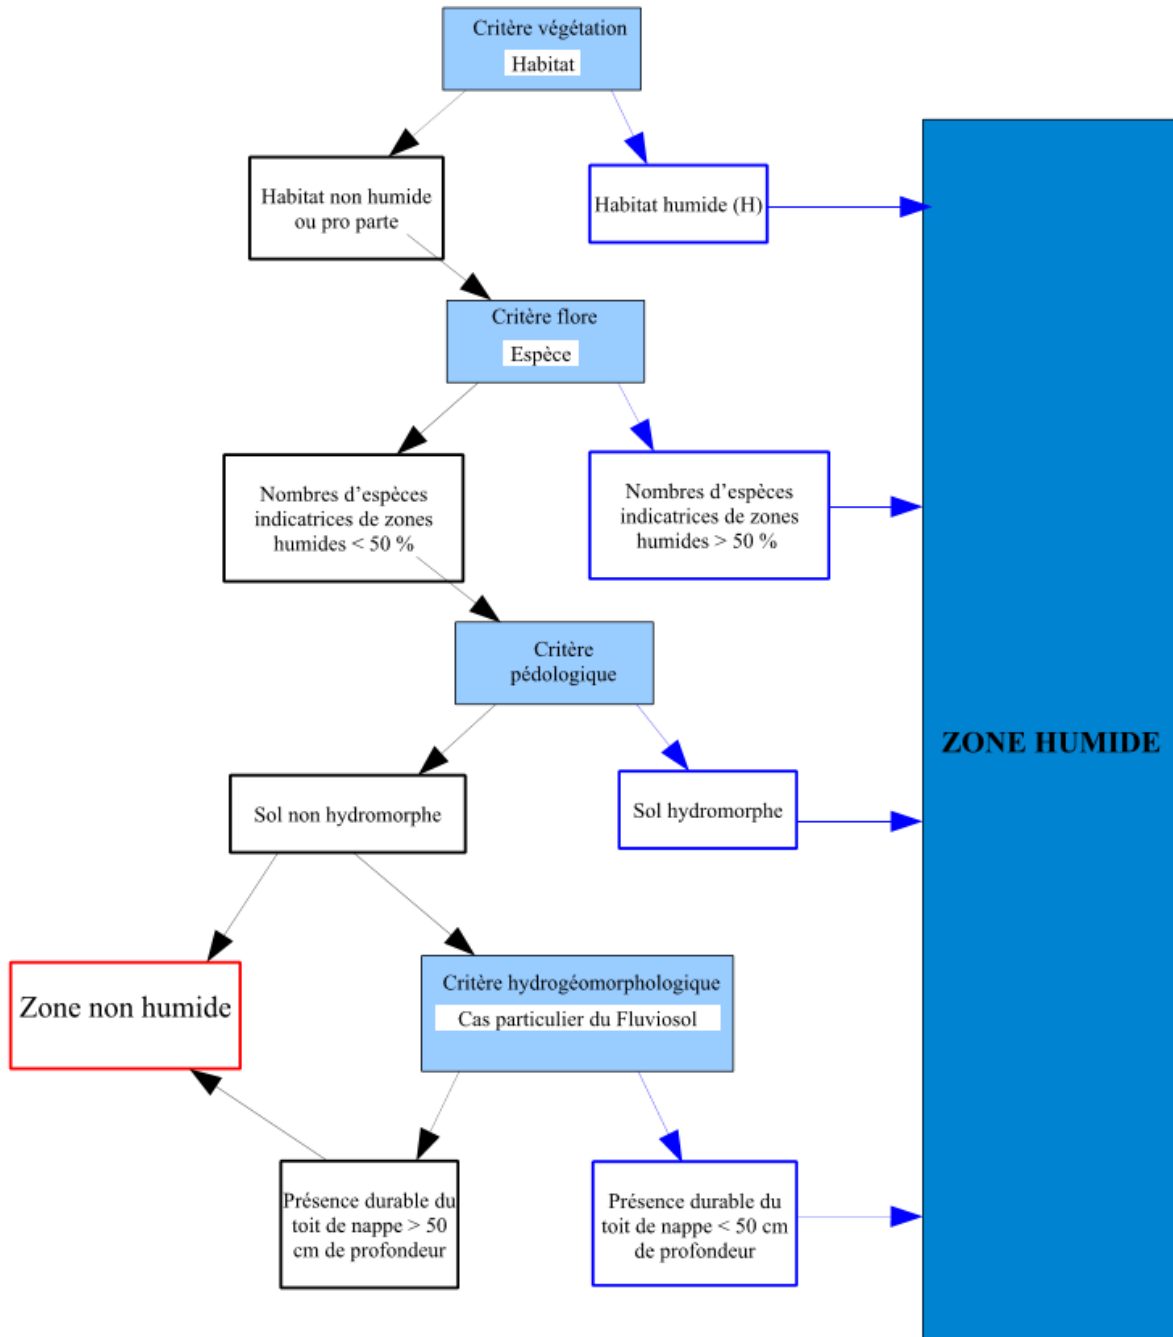 Critère végétation
Habitat
Habitat non humide
ou pro parte
Habitat humide (H)
Critère flore
Espèce
Nombres d’espèces
indicatrices de zones
humides < 50 %
Nombres d’espèces
indicatrices de zones
humides > 50 %
Critère
pédologique
ZONE HUMIDE
Sol non hydromorphe
Sol hydromorphe
Zone non humide
Critère hydrogéomorphologique
Cas particulier du Fluviosol
Présence durable du
toit de nappe > 50
cm de profondeur
Présence durable du
toit de nappe < 50 cm
de profondeur